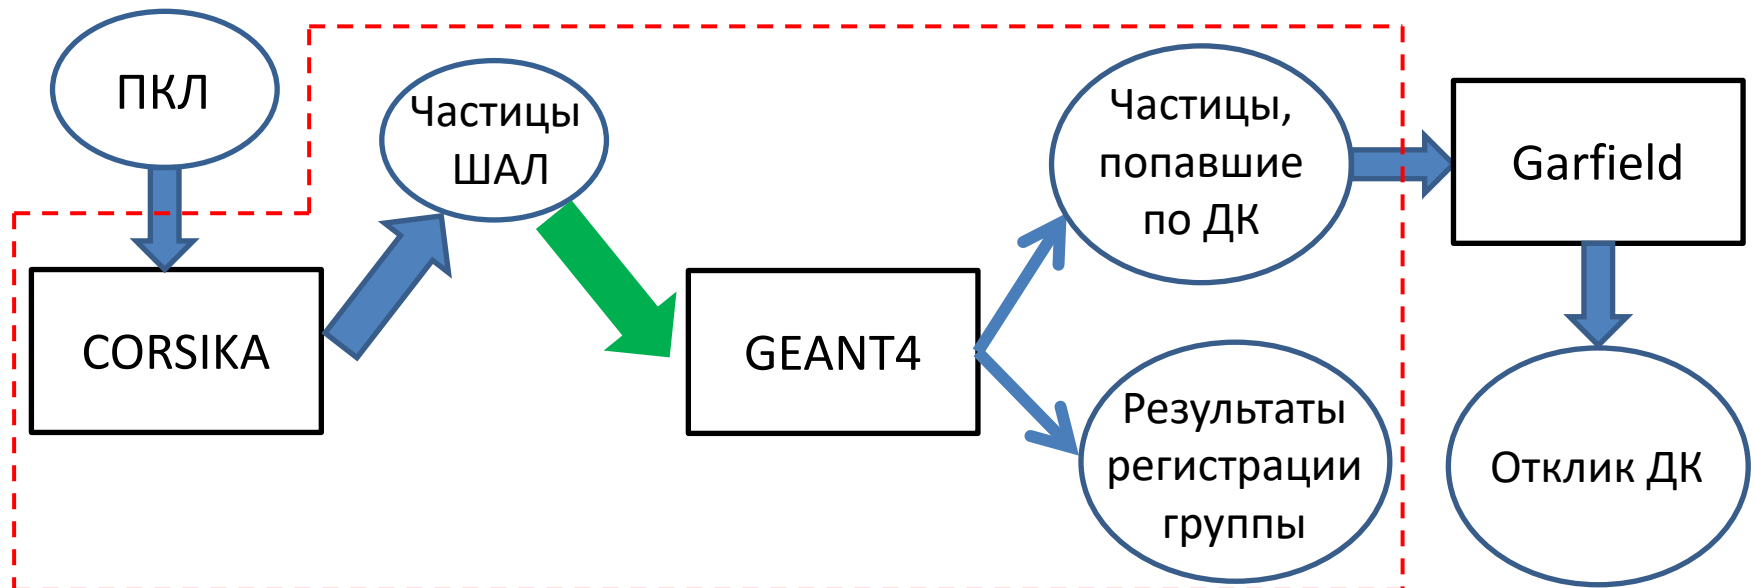 ПКЛ
CORSIKA
Частицы
ШАЛ
GEANT4
Частицы,
попавшие
по ДК
Результаты
регистрации
группы
Garfield
Отклик ДК